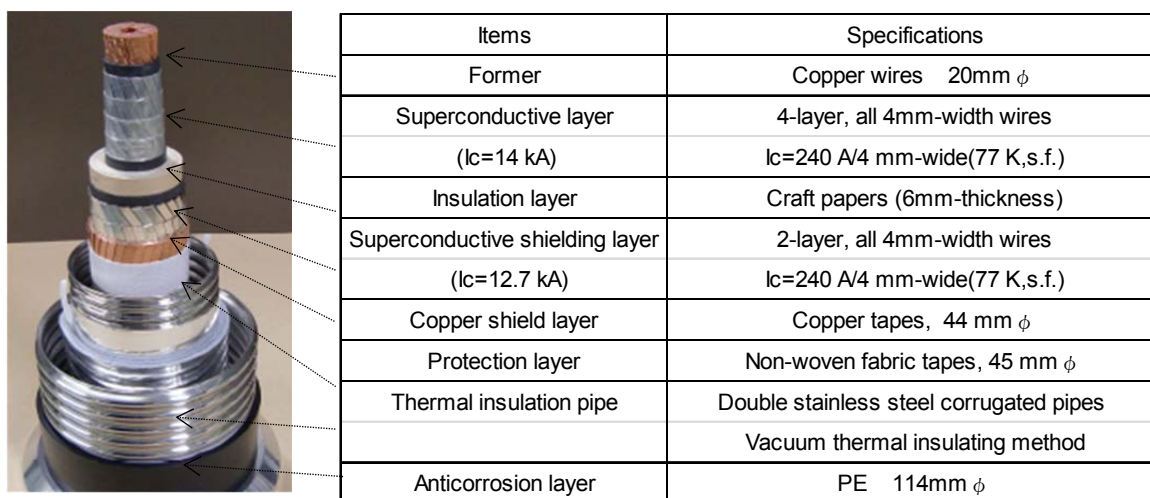 Items Specifications
Former Copper wires 20mm ϕ
Superconductive layer 4-layer, all 4mm-width wires
(Ic=14 kA) Ic=240 A/4 mm-wide(77 K,s.f.)
Insulation layer Craft papers (6mm-thickness)
Superconductive shielding layer 2-layer, all 4mm-width wires
(Ic=12.7 kA) Ic=240 A/4 mm-wide(77 K,s.f.)
Copper shield layer Copper tapes, 44 mm ϕ
Protection layer Non-woven fabric tapes, 45 mm ϕ
Thermal insulation pipe Double stainless steel corrugated pipes
Vacuum thermal insulating method
Anticorrosion layer PE 114mm ϕ